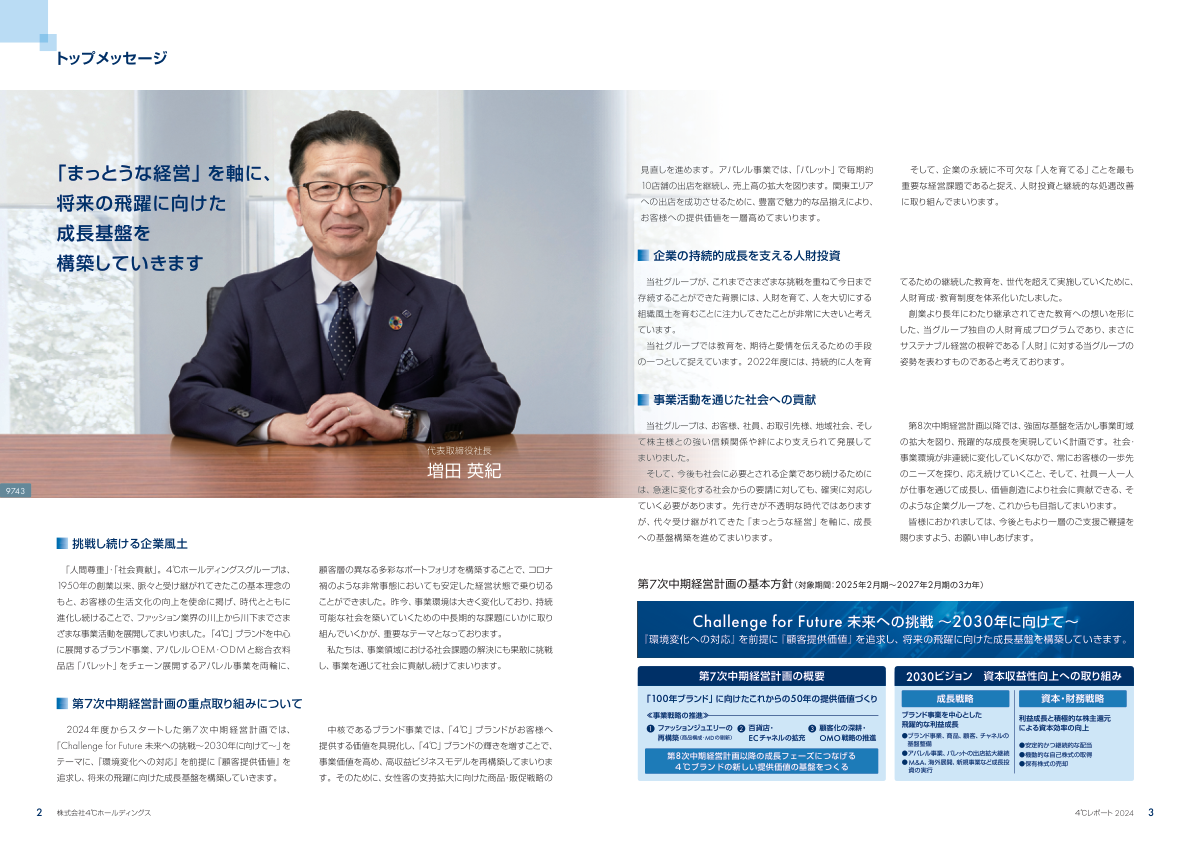 トップメッセージ
「まっとうな経営」を軸に、
将来の飛躍に向けた
成長基盤を
構築していきます
代表取締役社長
増田 英紀
9743
挑戦し続ける企業風土
「人間尊重」・「社会貢献」。4℃ホールディングスグループは、
1950年の創業以来、脈々と受け継がれてきたこの基本理念の
もと、お客様の生活文化の向上を使命に掲げ、時代とともに
進化し続けることで、ファッション業界の川上から川下までさま
ざまな事業活動を展開してまいりました。「4℃」ブランドを中心
に展開するブランド事業、アパレルOEM・ODMと総合衣料
品店「パレット」をチェーン展開するアパレル事業を両輪に、
顧客層の異なる多彩なポートフォリオを構築することで、コロナ
禍のような非常事態においても安定した経営状態で乗り切る
ことができました。昨今、事業環境は大きく変化しており、持続
可能な社会を築いていくための中長期的な課題にいかに取り
組んでいくかが、重要なテーマとなっております。
私たちは、事業領域における社会課題の解決にも果敢に挑戦
し、事業を通じて社会に貢献し続けてまいります。
第7次中期経営計画の重点取り組みについて
2024年度からスタートした第7次中期経営計画では、
「Challenge for Future 未来への挑戦～2030年に向けて～」を
テーマに、「環境変化への対応」を前提に『顧客提供価値』を
追求し、将来の飛躍に向けた成長基盤を構築していきます。
中核であるブランド事業では、「4℃」ブランドがお客様へ
提供する価値を具現化し、「4℃」ブランドの輝きを増すことで、
事業価値を高め、高収益ビジネスモデルを再構築してまいりま
す。そのために、女性客の支持拡大に向けた商品・販促戦略の
見直しを進めます。アパレル事業では、「パレット」で毎期約
10店舗の出店を継続し、売上高の拡大を図ります。関東エリア
への出店を成功させるために、豊富で魅力的な品揃えにより、
お客様への提供価値を一層高めてまいります。
そして、企業の永続に不可欠な「人を育てる」ことを最も
重要な経営課題であると捉え、人財投資と継続的な処遇改善
に取り組んでまいります。
企業の持続的成長を支える人財投資
当社グループが、これまでさまざまな挑戦を重ねて今日まで
存続することができた背景には、人財を育て、人を大切にする
組織風土を育むことに注力してきたことが非常に大きいと考え
ています。
当社グループでは教育を、期待と愛情を伝えるための手段
の一つとして捉えています。2022年度には、持続的に人を育
てるための継続した教育を、世代を超えて実施していくために、
人財育成・教育制度を体系化いたしました。
創業より長年にわたり継承されてきた教育への想いを形に
した、当グループ独自の人財育成プログラムであり、まさに
サステナブル経営の根幹である「人財」に対する当グループの
姿勢を表わすものであると考えております。
事業活動を通じた社会への貢献
当社グループは、お客様、社員、お取引先様、地域社会、そし
て株主様との強い信頼関係や絆により支えられて発展して
まいりました。
そして、今後も社会に必要とされる企業であり続けるために
は、急速に変化する社会からの要請に対しても、確実に対応し
ていく必要があります。先行きが不透明な時代ではあります
が、代々受け継がれてきた「まっとうな経営」を軸に、成長
への基盤構築を進めてまいります。
第8次中期経営計画以降では、強固な基盤を活かし事業町域
の拡大を図り、飛躍的な成長を実現していく計画です。社会・
事業環境が非連続に変化していくなかで、常にお客様の一歩先
のニーズを探り、応え続けていくこと、そして、社員一人一人
が仕事を通じて成長し、価値創造により社会に貢献できる、そ
のような企業グループを、これからも目指してまいります。
皆様におかれましては、今後ともより一層のご支援ご鞭撻を
賜りますよう、お願い申しあげます。
第7次中期経営計画の基本方針（対象期間：2025年2月期～2027年2月期の3カ年）
Challenge for Future 未来への挑戦 ～2030年に向けて～
『環境変化への対応』を前提に『顧客提供価値』を追求し、将来の飛躍に向けた成長基盤を構築していきます。
第7次中期経営計画の概要
「100年ブランド」に向けたこれからの50年の提供価値づくり
≪事業戦略の推進≫
❶ ファッションジュエリーの
再構築（商品構成・MDの刷新）
❷ 百貨店・
ECチャネルの拡充
❸ 顧客化の深耕・
OMO戦略の推進
第8次中期経営計画以降の成長フェーズにつなげる
4℃ブランドの新しい提供価値の基盤をつくる
2030ビジョン 資本収益性向上への取り組み
成長戦略
ブランド事業を中心とした
飛躍的な利益成長
●ブランド事業、商品、顧客、チャネルの
基盤整備
●アパレル事業、パレットの出店拡大継続
●M&A、海外展開、新規事業など成長投
資の実行
資本・財務戦略
利益成長と積極的な株主還元
による資本効率の向上
●安定的かつ継続的な配当
●機動的な自己株式の取得
●保有株式の売却
2 株式会社4℃ホールディングス
4℃レポート 2024 3